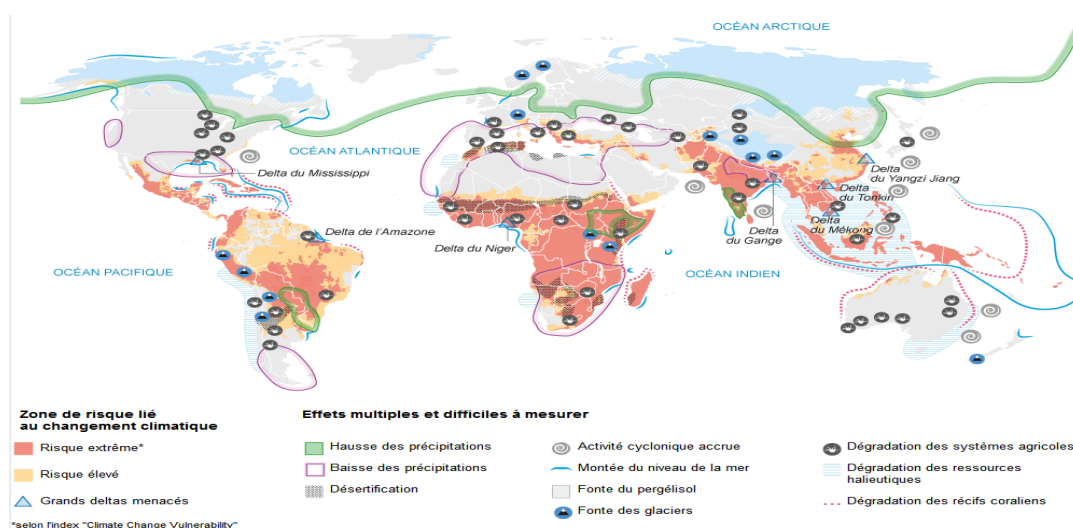 OCÉAN ARCTIQUE
OCÉAN ATLANTIQUE
Delta du Mississippi
Delta
du Yangzi Jiang
Delta
du Tonkin
Delta
du Mékong
Delta
du Gange
Delta de l'Amazone
Delta du Niger
OCÉAN PACIFIQUE
OCÉAN INDIEN
Zone de risque lié
au changement climatique
Risque extrême*
Risque élevé
Grands deltas menacés
*selon l'index "Climate Change Vulnerability"
Effets multiples et difficiles à mesurer
Hausse des précipitations
Baisse des précipitations
Désertification
Activité cyclonique accrue
Montée du niveau de la mer
Fonte du pergélisol
Fonte des glaciers
Dégradation des systèmes agricoles
Dégradation des ressources
halieutiques
Dégradation des récifs coraliens